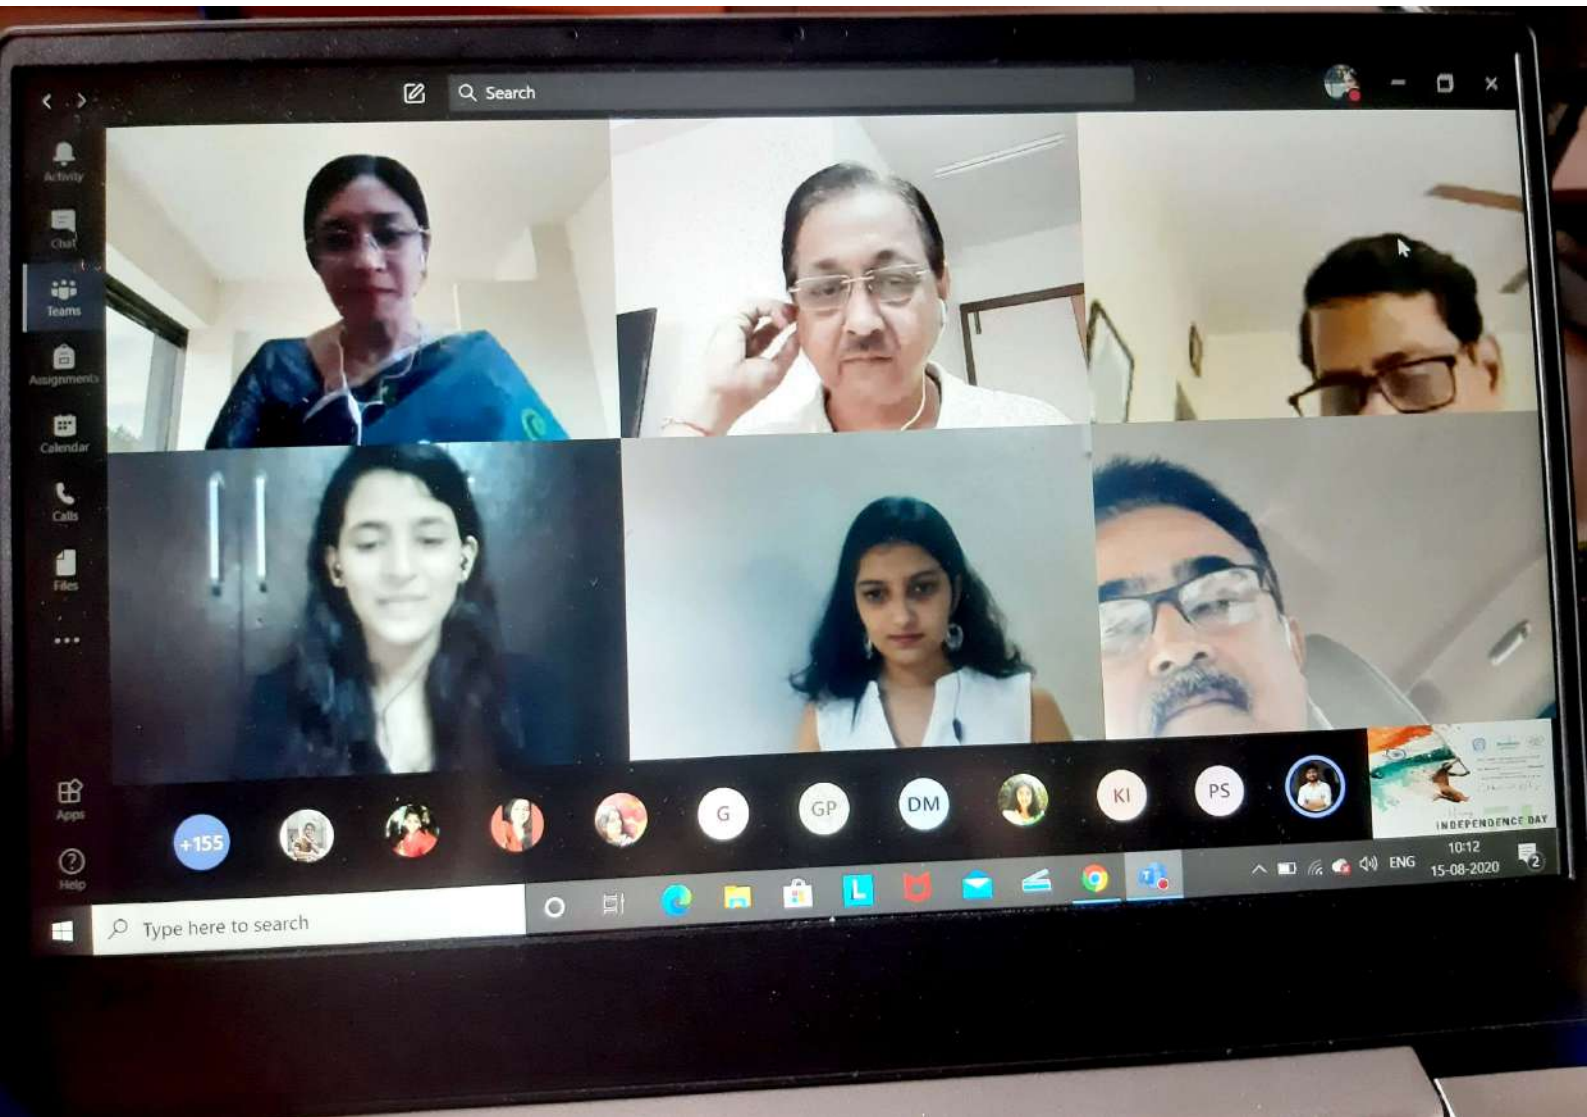 Search
Activity
Chat
Teams
Assignments
Calendar
Calls
Files
Apps
Help
+155
G
GP
DM
KI
PS
INDEPENDENCE DAY
Type here to search
L
T
ENG
10:12
15-08-2020
2